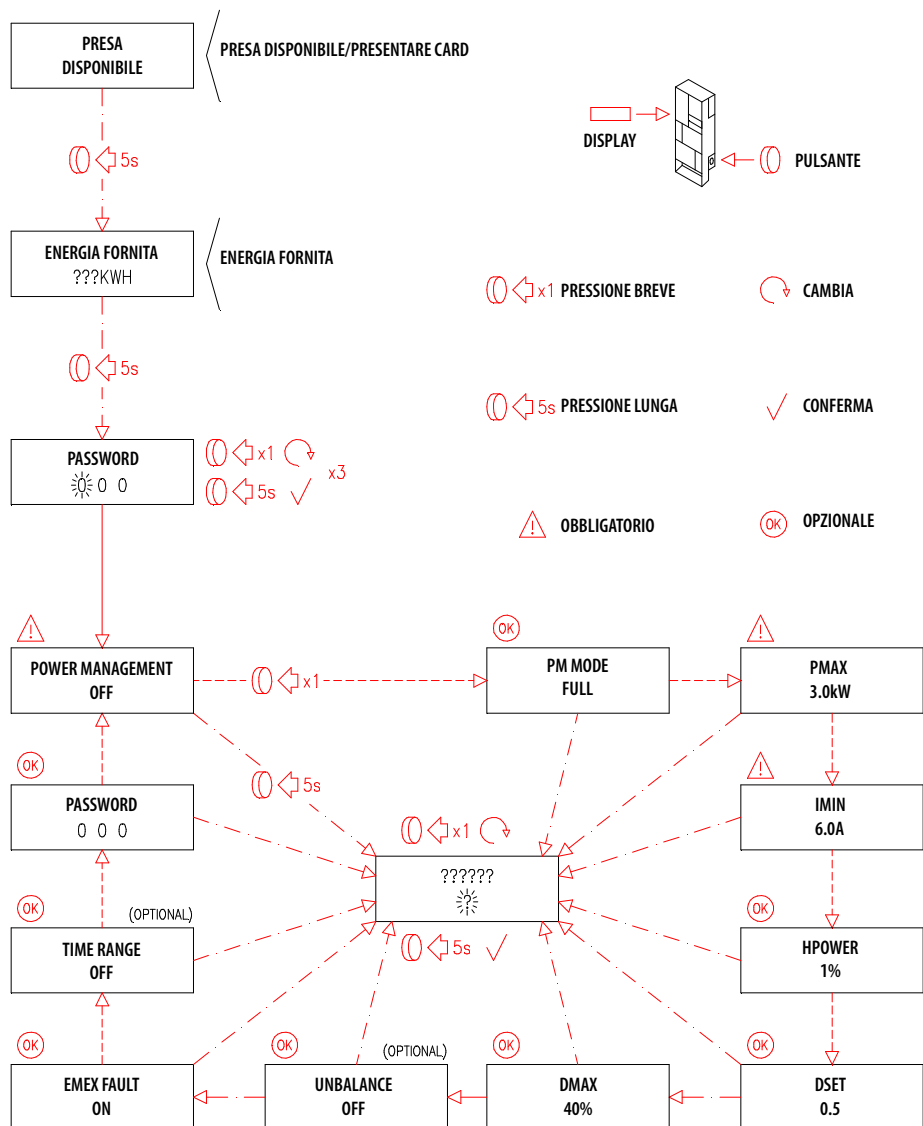 PRESA
DISPONIBILE
PRESA DISPONIBILE/PRESENTARE CARD
DISPLAY
PULSANTE
5s
ENERGIA FORNITA
???KWH
ENERGIA FORNITA
x1 PRESSIONE BREVE
CAMBIA
5s
5s PRESSIONE LUNGA
CONFERMA
PASSWORD
0 0 0
x1
5s
x3
OBBLIGATORIO
OK OPZIONALE
POWER MANAGEMENT
OFF
x1
OK
PM MODE
FULL
PMAX
3.0kW
5s
OK
PASSWORD
0 0 0
IMIN
6.0A
x1
??????
?
5s
OK
(OPTIONAL)
TIME RANGE
OFF
OK
HPOWER
1%
OK
EMEX FAULT
ON
OK
(OPTIONAL)
UNBALANCE
OFF
OK
DMAX
40%
OK
DSET
0.5